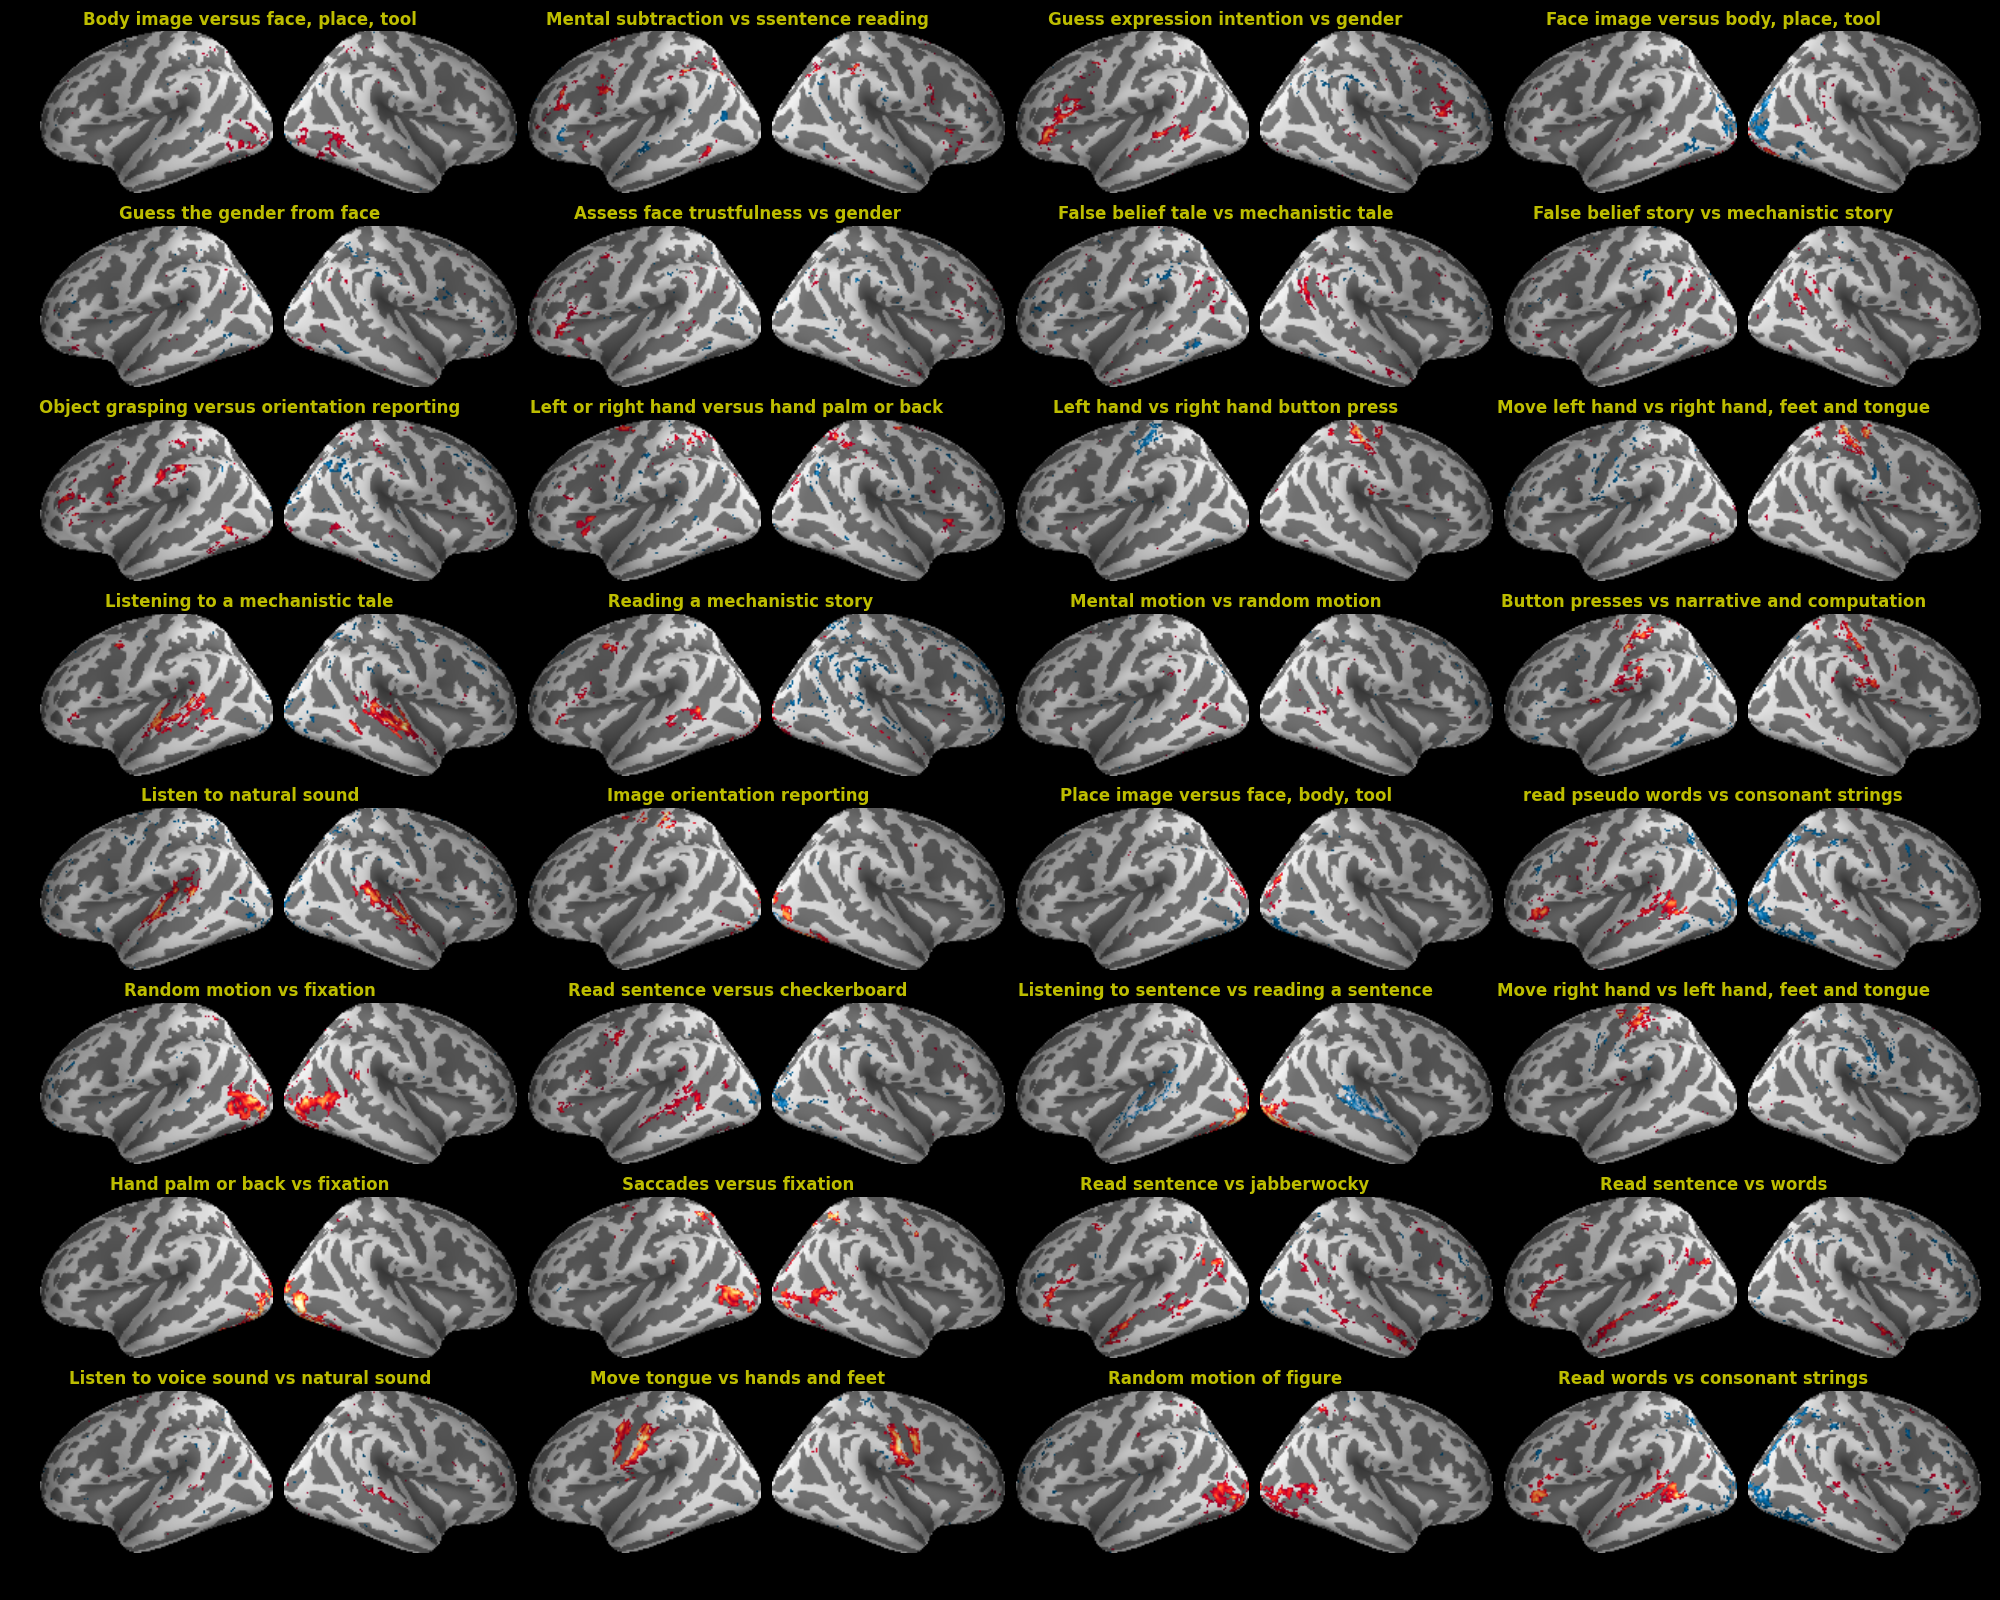 Body image versus face, place, tool
Mental subtraction vs ssentence reading
Guess expression intention vs gender
Face image versus body, place, tool
Guess the gender from face
Assess face trustfulness vs gender
False belief tale vs mechanistic tale
False belief story vs mechanistic story
Object grasping versus orientation reporting
Left or right hand versus hand palm or back
Left hand vs right hand button press
Move left hand vs right hand, feet and tongue
Listening to a mechanistic tale
Reading a mechanistic story
Mental motion vs random motion
Button presses vs narrative and computation
Listen to natural sound
Image orientation reporting
Place image versus face, body, tool
read pseudo words vs consonant strings
Random motion vs fixation
Read sentence versus checkerboard
Listening to sentence vs reading a sentence
Move right hand vs left hand, feet and tongue
Hand palm or back vs fixation
Saccades versus fixation
Read sentence vs jabberwocky
Read sentence vs words
Listen to voice sound vs natural sound
Move tongue vs hands and feet
Random motion of figure
Read words vs consonant strings